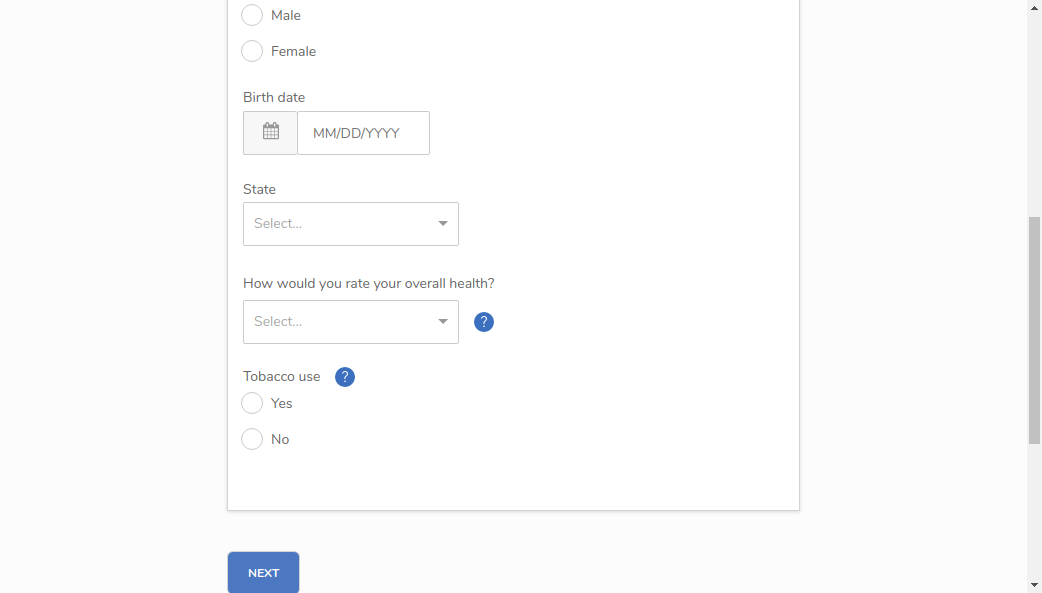 Male
Female
Birth date
MM/DD/YYYY
State
Select...
How would you rate your overall health?
Select...
?
Tobacco use ?
Yes
No
NEXT